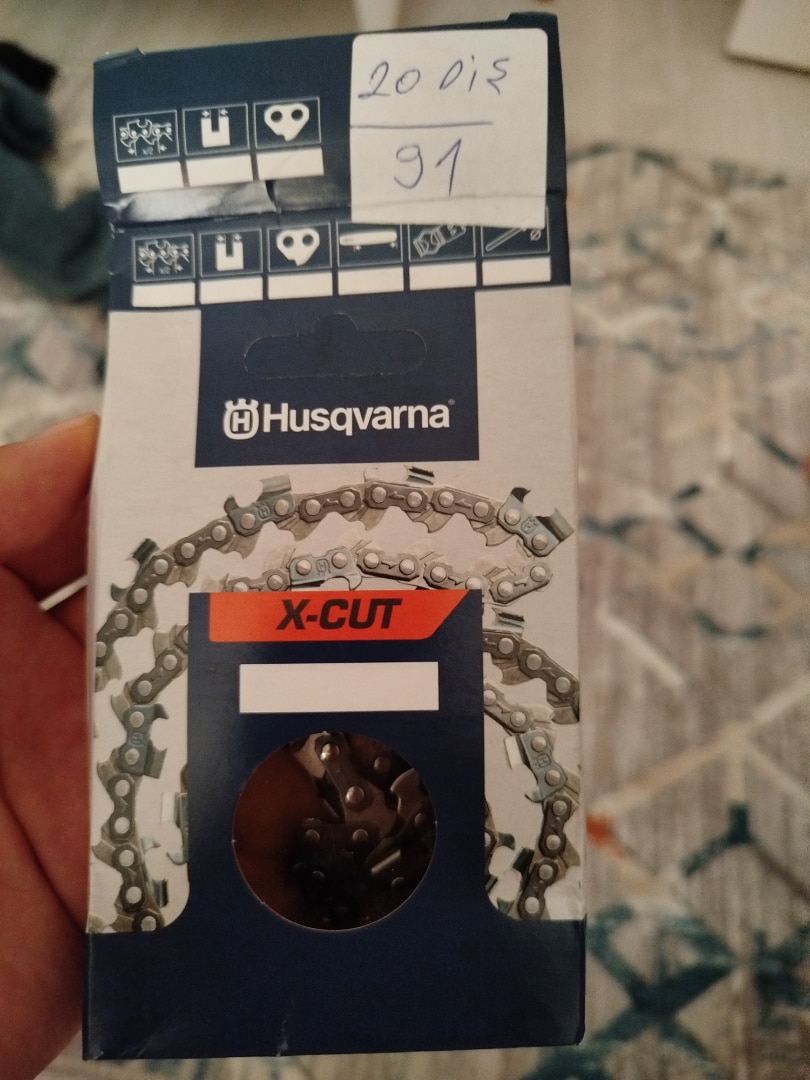 20 Diş
91
Husqvarna®
X-CUT